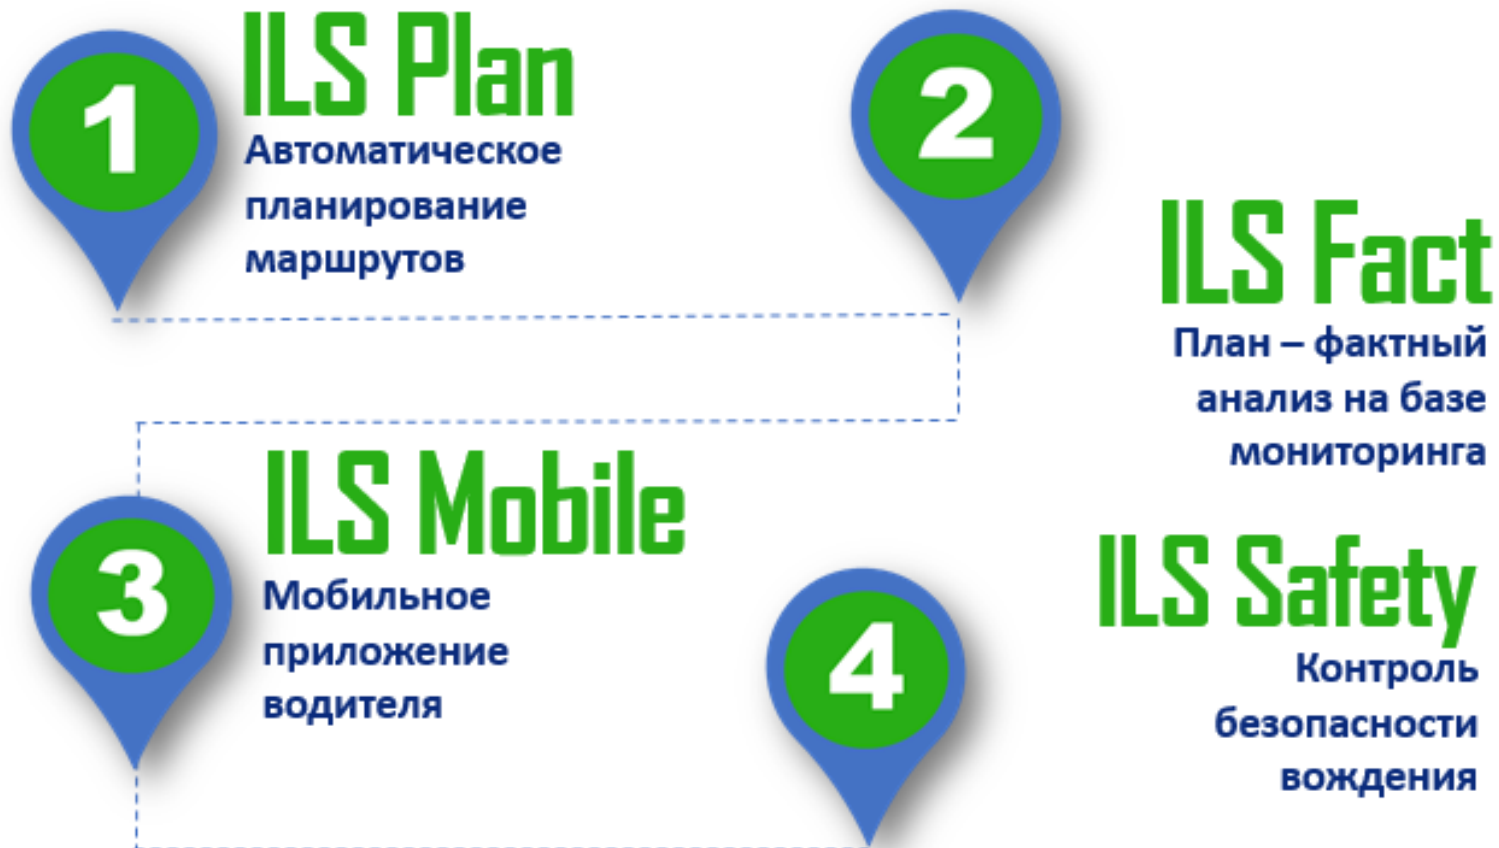 1
ILS Plan
Автоматическое
планирование
маршрутов
2
ILS Fact
План – фактный
анализ на базе
мониторинга
3
ILS Mobile
Мобильное
приложение
водителя
4
ILS Safety
Контроль
безопасности
вождения